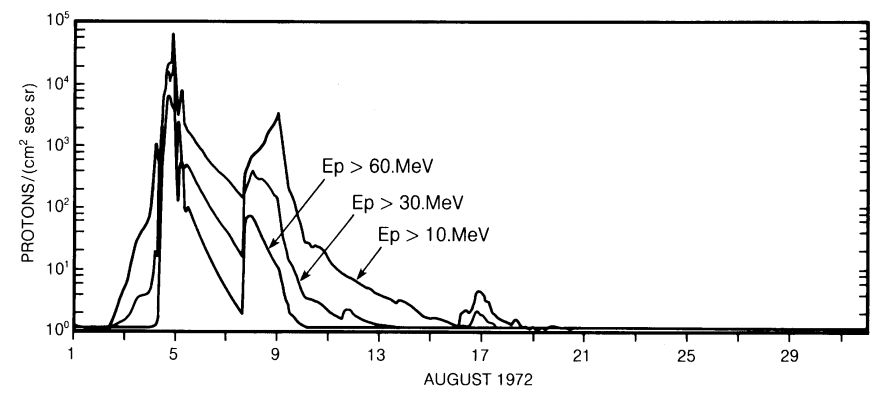 10⁵
10⁴
10³
10²
10¹
10⁰
PROTONS/(cm² sec sr)
Ep > 60.MeV
Ep > 30.MeV
Ep > 10.MeV
1 5 9 13 17 21 25 29
AUGUST 1972